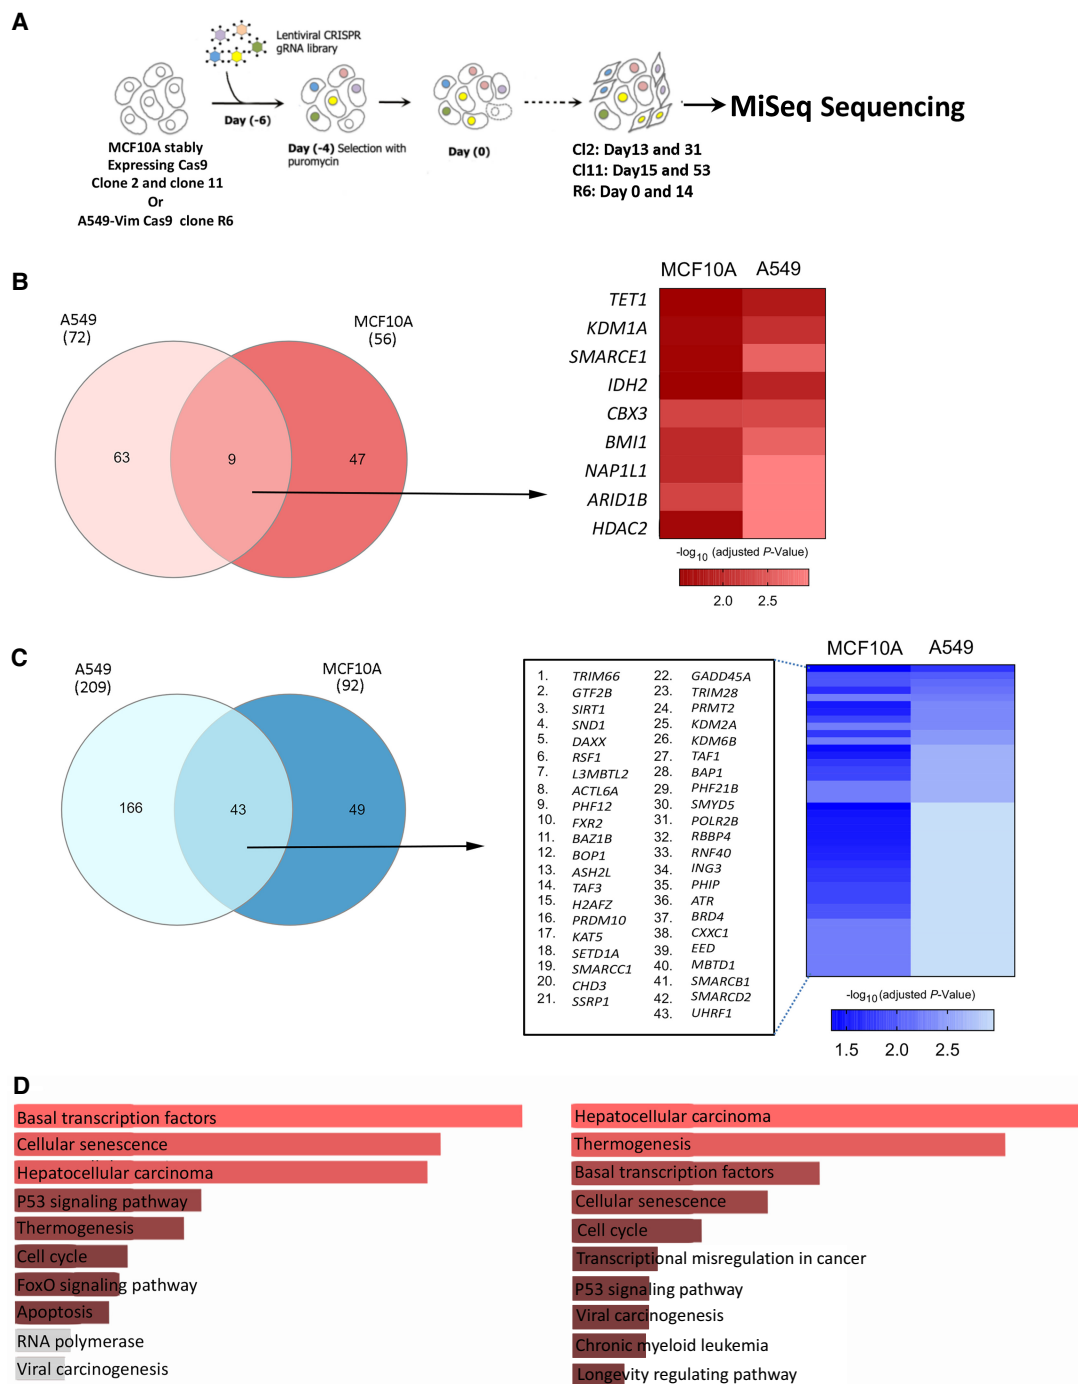 A
Lentiviral CRISPR
gRNA library
Day (-6)
MCF10A stably
Expressing Cas9
Clone 2 and clone 11
Or
A549-Vim Cas9 clone R6
Day (-4) Selection with
puromycin
Day (0)
Cl2: Day13 and 31
Cl11: Day15 and 53
R6: Day 0 and 14
MiSeq Sequencing
B
A549
(72)
MCF10A
(56)
63
9
47
MCF10A A549
TET1
KDM1A
SMARCE1
IDH2
CBX3
BMI1
NAP1L1
ARID1B
HDAC2
-log10 (adjusted P-Value)
2.0 2.5
C
A549
(209)
MCF10A
(92)
166
43
49
1. TRIM66
2. GTF2B
3. SIRT1
4. SND1
5. DAXX
6. RSF1
7. L3MBTL2
8. ACTL6A
9. PHF12
10. FXR2
11. BAZ1B
12. BOP1
13. ASH2L
14. TAF3
15. H2AFZ
16. PRDM10
17. KAT5
18. SETD1A
19. SMARCC1
20. CHD3
21. SSRP1
22. GADD45A
23. TRIM28
24. PRMT2
25. KDM2A
26. KDM6B
27. TAF1
28. BAP1
29. PHF21B
30. SMYD5
31. POLR2B
32. RBBP4
33. RNF40
34. ING3
35. PHIP
36. ATR
37. BRD4
38. CXXC1
39. EED
40. MBTD1
41. SMARCB1
42. SMARCD2
43. UHRF1
MCF10A A549
-log10(adjusted P-Value)
1.5 2.0 2.5
D
Basal transcription factors
Cellular senescence
Hepatocellular carcinoma
P53 signaling pathway
Thermogenesis
Cell cycle
FoxO signaling pathway
Apoptosis
RNA polymerase
Viral carcinogenesis
Hepatocellular carcinoma
Thermogenesis
Basal transcription factors
Cellular senescence
Cell cycle
Transcriptional misregulation in cancer
P53 signaling pathway
Viral carcinogenesis
Chronic myeloid leukemia
Longevity regulating pathway